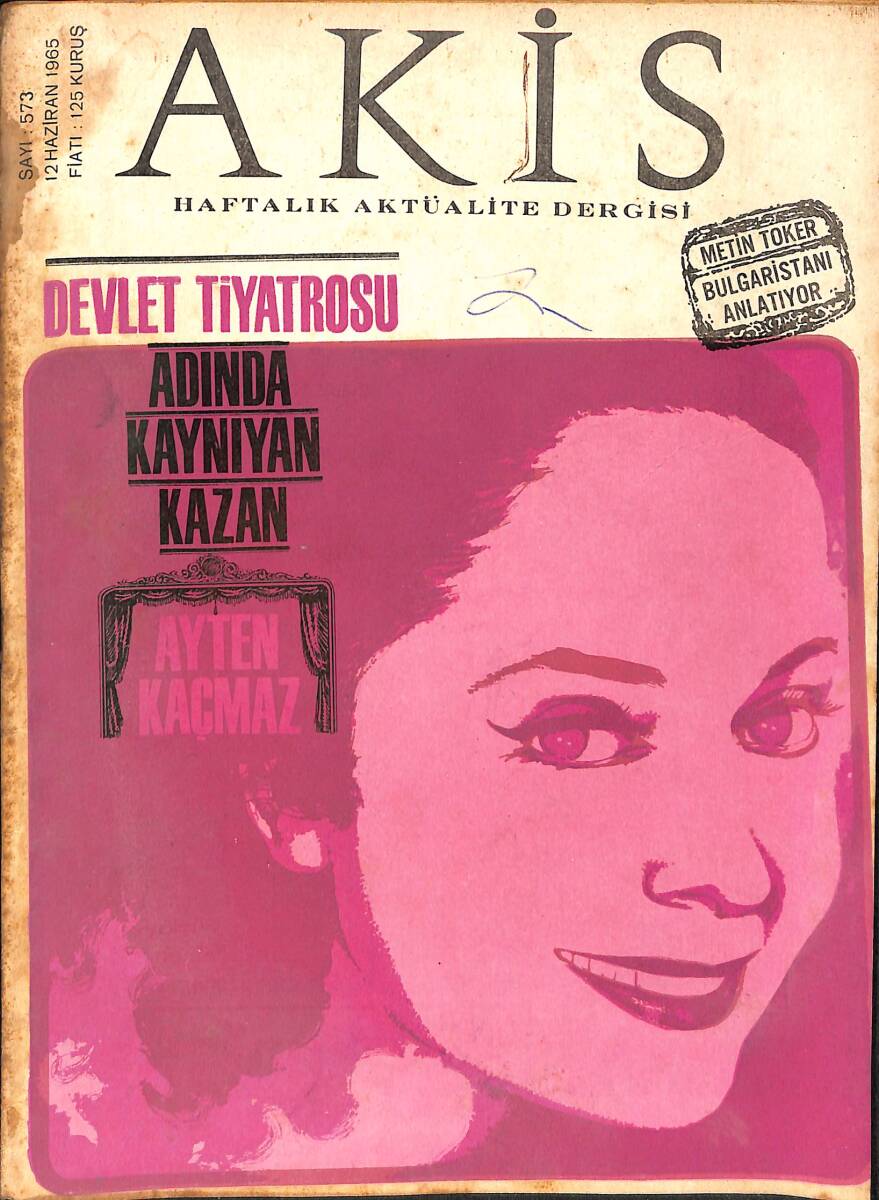 SAYI : 573
12 HAZİRAN 1965
FİATI : 125 KURUŞ
AKİS
HAFTALIK AKTÜALİTE DERGİSİ
METİN TOKER
BULGARİSTANI
ANLATIYOR
DEVLET TİYATROSU
ADINDA
KAYNIYAN
KAZAN
AYTEN
KAÇMAZ